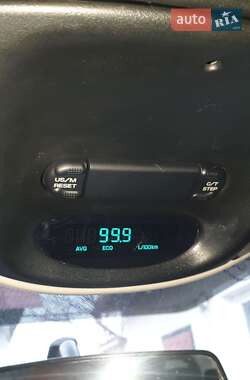 auto RIA
US/M
RESET
C/T
STEP
99.9
AVG ECO L/100km